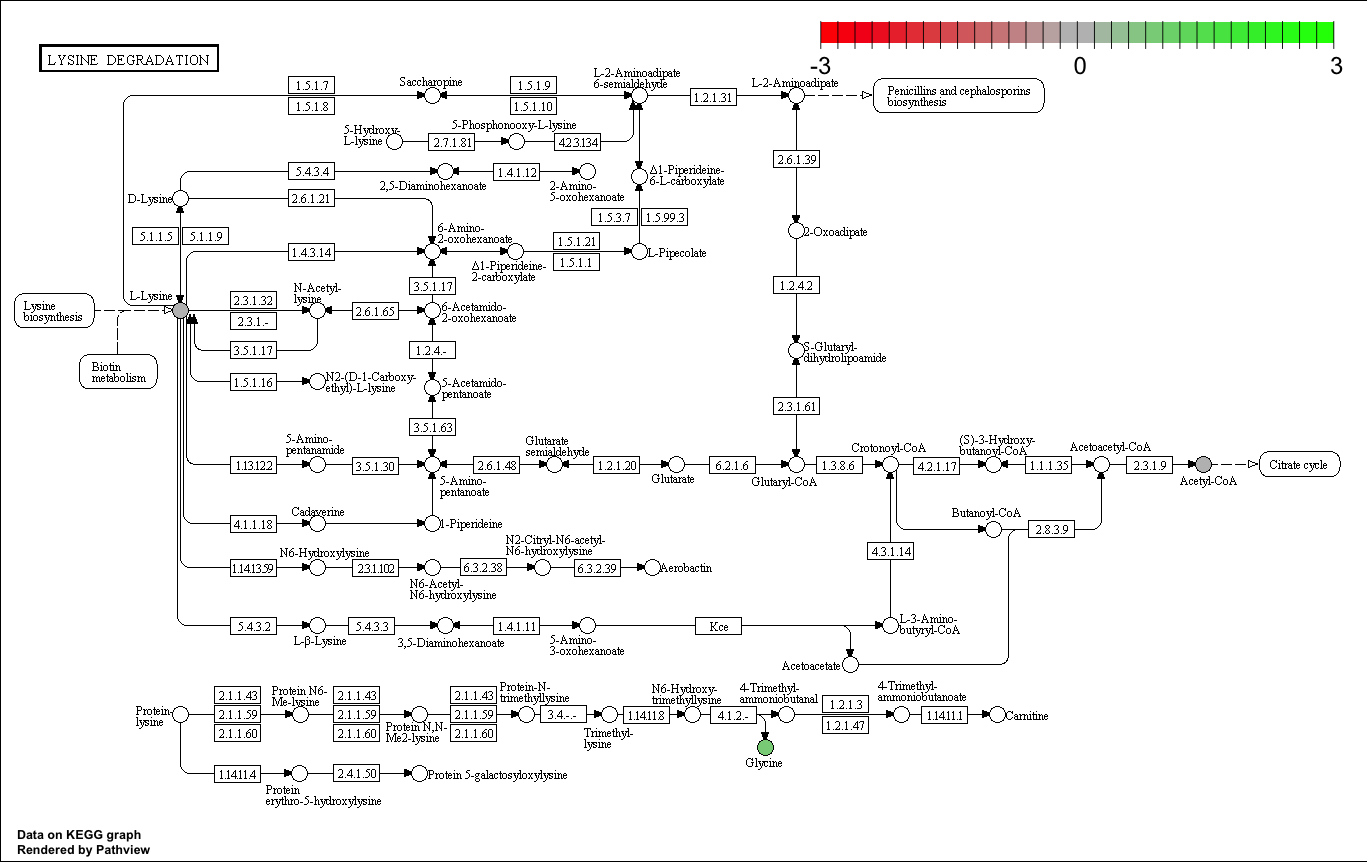 LYSINE DEGRADATION
-3
0
3
1.5.1.7
1.5.1.8
Saccharopine
1.5.1.9
1.5.1.10
L-2-Aminoadipate
6-semialdehyde
1.2.1.31
L-2-Aminoadipate
Penicillins and cephalosporins
biosynthesis
5-Hydroxy-
L-lysine
2.7.1.81
5-Phosphonooxy-L-lysine
4.2.3.134
2.6.1.39
5.4.3.4
2,5-Diaminohexanoate
1.4.1.12
2-Amino-
5-oxohexanoate
Δ1-Piperideine-
6-L-carboxylate
D-Lysine
2.6.1.21
1.5.3.7
1.5.99.3
5.1.1.5
5.1.1.9
1.4.3.14
6-Amino-
2-oxohexanoate
Δ1-Piperideine-
2-carboxylate
1.5.1.21
1.5.1.1
L-Pipecolate
2-Oxoadipate
1.2.4.2
Lysine
biosynthesis
L-Lysine
2.3.1.32
2.3.1.-
N-Acetyl-
lysine
2.6.1.65
3.5.1.17
6-Acetamido-
2-oxohexanoate
3.5.1.17
1.2.4.-
S-Glutaryl-
dihydrolipoamide
Biotin
metabolism
1.5.1.16
N2-(D-1-Carboxy-
ethyl)-L-lysine
5-Acetamido-
pentanoate
3.5.1.63
2.3.1.61
1.13.12.2
5-Amino-
pentanamide
3.5.1.30
5-Amino-
pentanoate
2.6.1.48
Glutarate
semialdehyde
1.2.1.20
Glutarate
6.2.1.6
Glutaryl-CoA
1.3.8.6
Crotonoyl-CoA
4.2.1.17
(S)-3-Hydroxy-
butanoyl-CoA
1.1.1.35
Acetoacetyl-CoA
2.3.1.9
Acetyl-CoA
Citrate cycle
4.1.1.18
Cadaverine
1-Piperideine
Butanoyl-CoA
2.8.3.9
4.3.1.14
1.14.13.59
N6-Hydroxylysine
2.3.1.102
N6-Acetyl-
N6-hydroxylysine
6.3.2.38
N2-Citryl-N6-acetyl-
N6-hydroxylysine
6.3.2.39
Aerobactin
5.4.3.2
L-β-Lysine
5.4.3.3
3,5-Diaminohexanoate
1.4.1.11
5-Amino-
3-oxohexanoate
Kce
L-3-Amino-
butyryl-CoA
Acetoacetate
Protein-
lysine
2.1.1.43
2.1.1.59
2.1.1.60
Protein N6-
Me-lysine
2.1.1.43
2.1.1.59
2.1.1.60
Protein N,N-
Me2-lysine
2.1.1.43
2.1.1.59
2.1.1.60
Protein-N-
trimethyllysine
3.4.-.-
Trimethyl-
lysine
1.14.11.8
N6-Hydroxy-
trimethyllysine
4.1.2.-
Glycine
4-Trimethyl-
ammoniobutanal
1.2.1.3
1.2.1.47
4-Trimethyl-
ammoniobutanoate
1.14.11.1
Carnitine
1.14.11.4
Protein
erythro-5-hydroxylysine
2.4.1.50
Protein 5-galactosyloxylysine
Data on KEGG graph
Rendered by Pathview